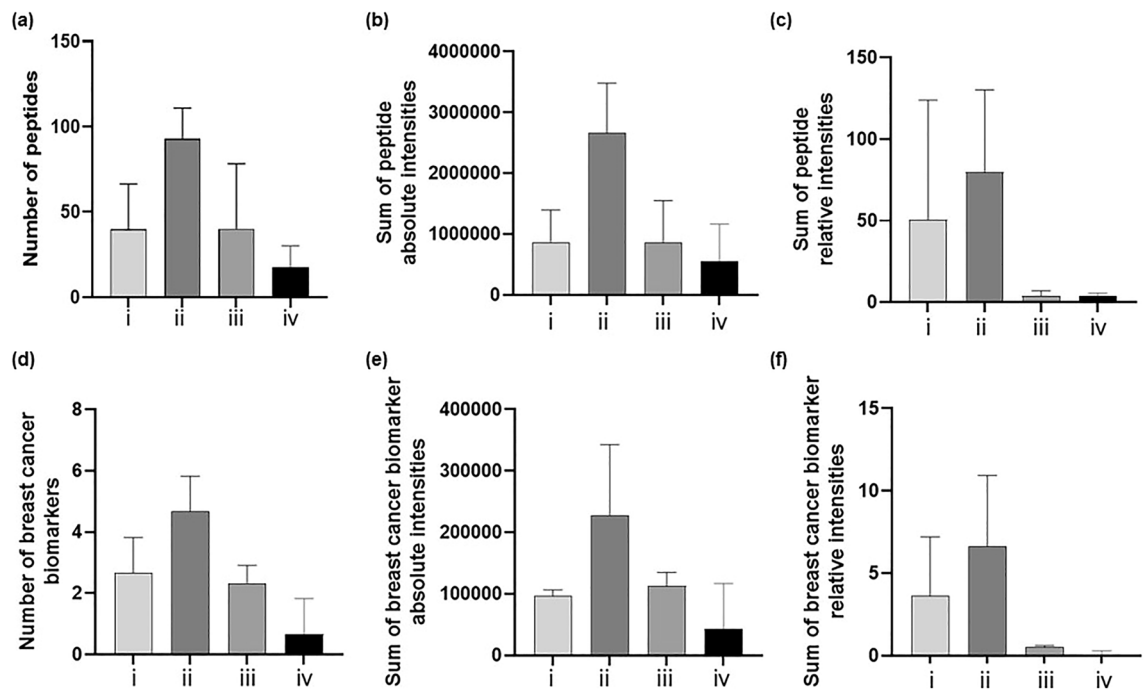 (a)
Number of peptides
150
100
50
0
i ii iii iv
(b)
Sum of peptide
absolute intensities
4000000
3000000
2000000
1000000
0
i ii iii iv
(c)
Sum of peptide
relative intensities
150
100
50
0
i ii iii iv
(d)
Number of breast cancer
biomarkers
8
6
4
2
0
i ii iii iv
(e)
Sum of breast cancer biomarker
absolute intensities
400000
300000
200000
100000
0
i ii iii iv
(f)
Sum of breast cancer biomarker
relative intensities
15
10
5
0
i ii iii iv